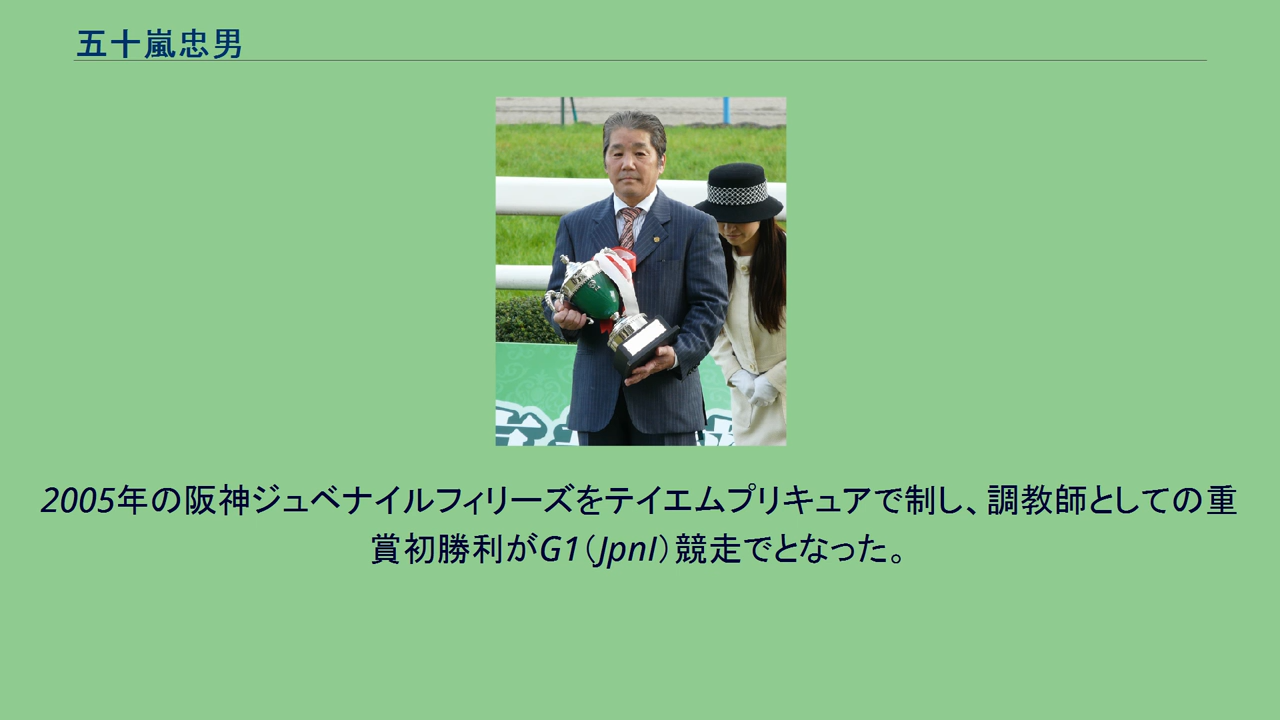 五十嵐忠男
2005年の阪神ジュベナイルフィリーズをテイエムプリキュアで制し、調教師としての重
賞初勝利がG1（JpnI）競走でとなった。